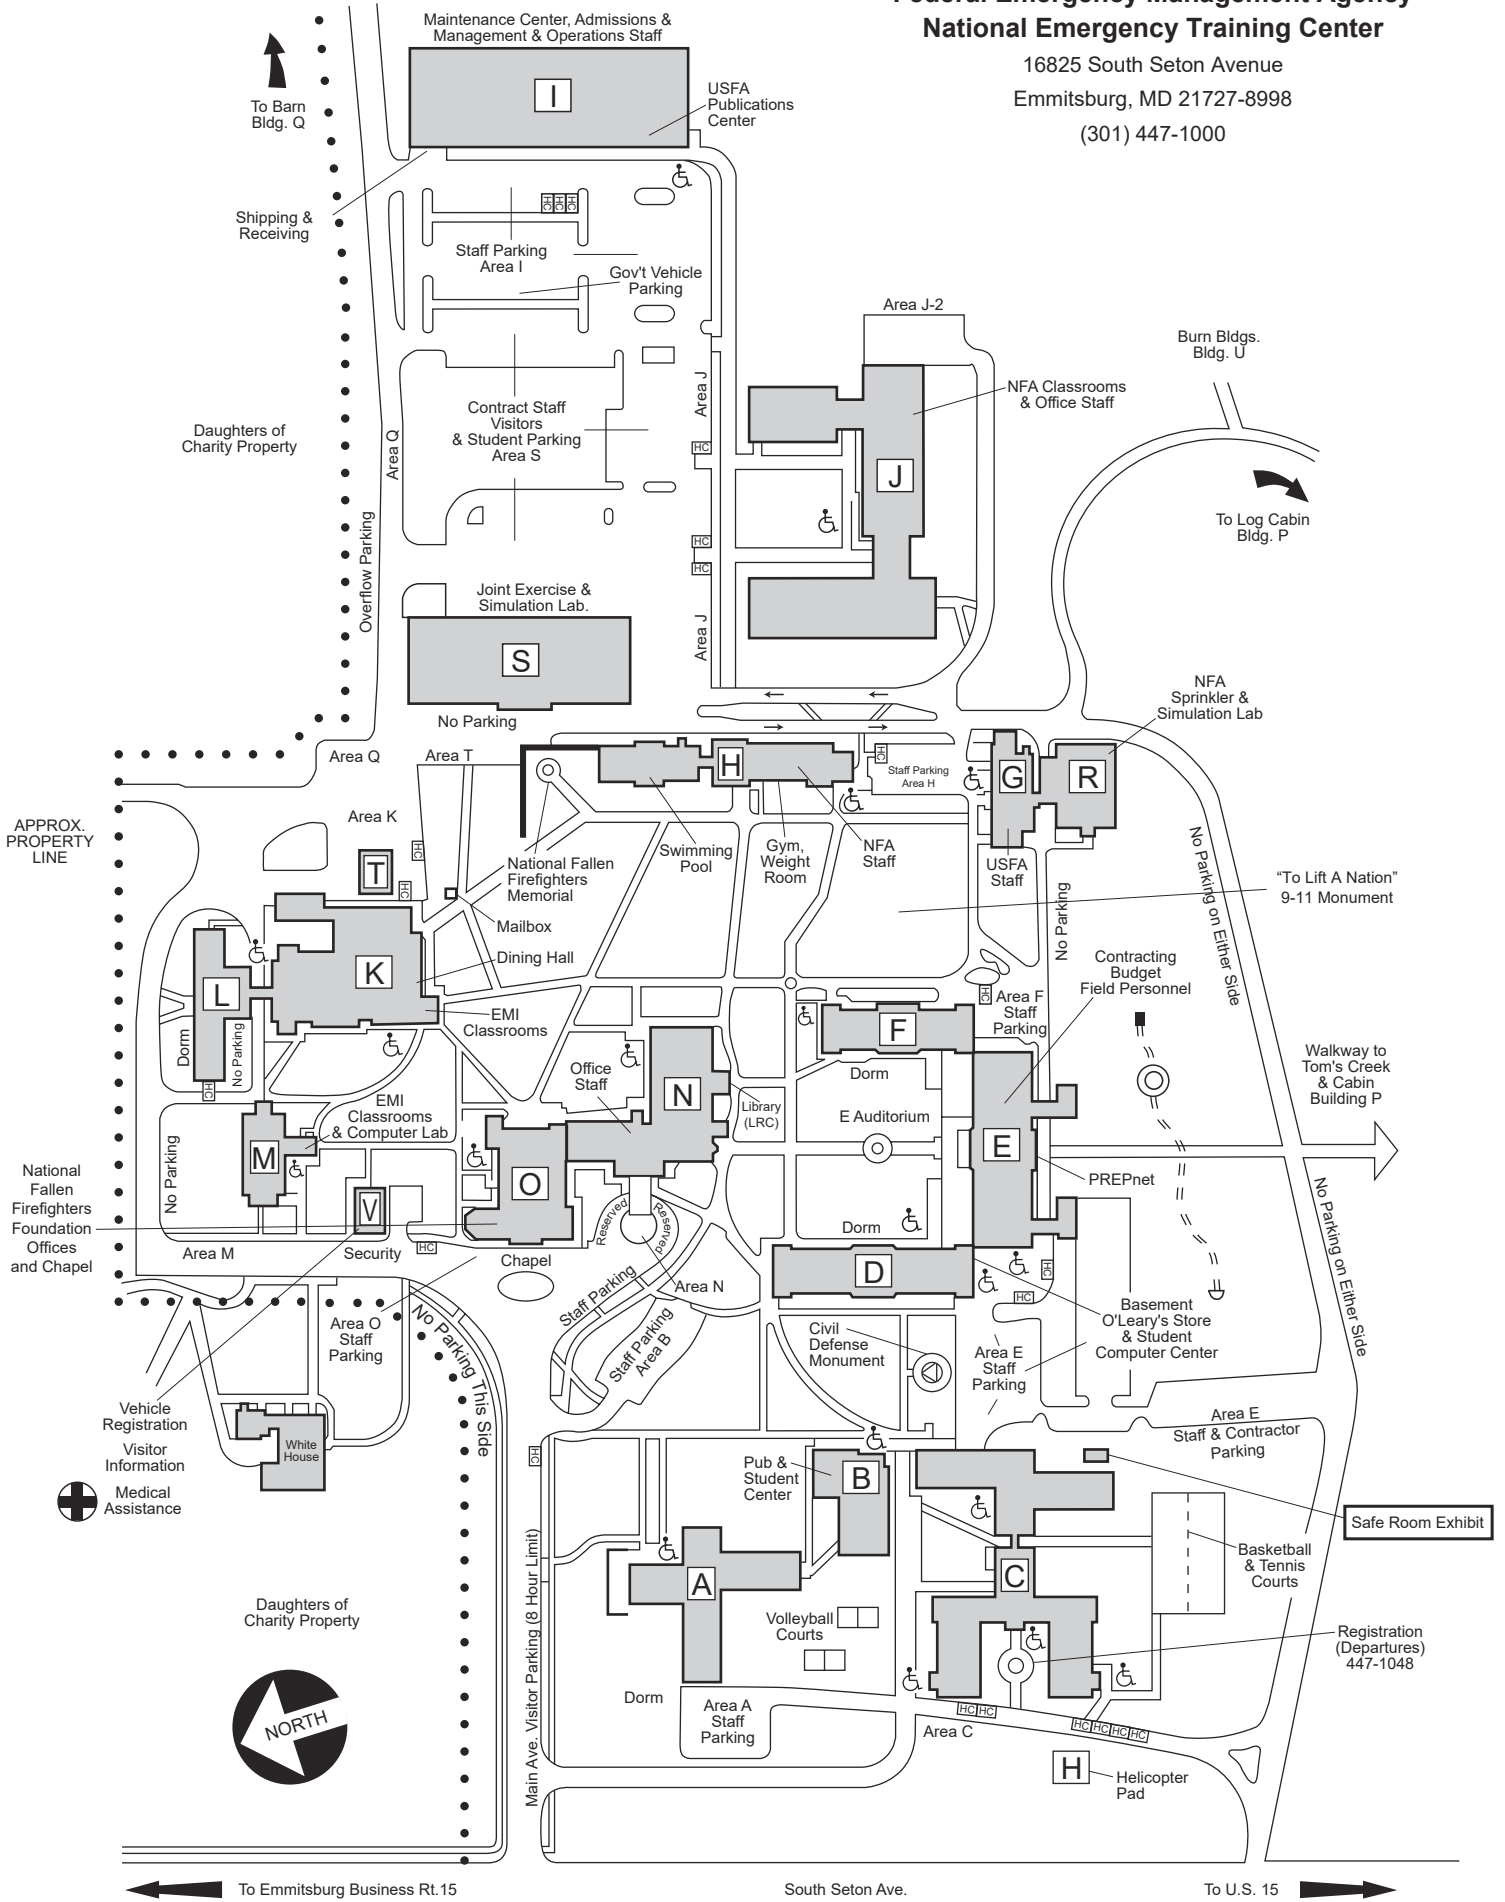 Federal Emergency Management Agency
National Emergency Training Center
16825 South Seton Avenue
Emmitsburg, MD 21727-8998
(301) 447-1000
Maintenance Center, Admissions &
Management & Operations Staff
I
USFA
Publications
Center
To Barn
Bldg. Q
Shipping &
Receiving
HC
HC
HC
Staff Parking
Area I
Gov't Vehicle
Parking
Area J-2
Burn Bldgs.
Bldg. U
NFA Classrooms
& Office Staff
Area J
Contract Staff
Visitors
& Student Parking
Area S
Daughters of
Charity Property
Area Q
HC
J
To Log Cabin
Bldg. P
Overflow Parking
HC
HC
Joint Exercise &
Simulation Lab.
S
Area J
No Parking
NFA
Sprinkler &
Simulation Lab
Area Q
Area T
H
HC
Staff Parking
Area H
G
R
APPROX.
PROPERTY
LINE
Area K
HC
T
HC
National Fallen
Firefighters
Memorial
Swimming
Pool
Gym,
Weight
Room
NFA
Staff
USFA
Staff
No Parking
No Parking on Either Side
“To Lift A Nation”
9-11 Monument
Mailbox
Dining Hall
K
L
EMI
Classrooms
Contracting
Budget
Field Personnel
HC
Area F
Staff
Parking
F
Dorm
No Parking
HC
Office
Staff
N
Library
(LRC)
Dorm
E Auditorium
E
Walkway to
Tom's Creek
& Cabin
Building P
EMI
Classrooms
& Computer Lab
M
No Parking
V
O
PREPnet
National
Fallen
Firefighters
Foundation
Offices
and Chapel
Reserved
Reserved
Dorm
Area M
Security
HC
Chapel
Area N
D
HC
HC
No Parking on Either Side
Staff Parking
Staff Parking
Area B
Area O
Staff
Parking
No Parking This Side
Civil
Defense
Monument
Area E
Staff
Parking
Basement
O'Leary's Store
& Student
Computer Center
Vehicle
Registration
Visitor
Information
Medical
Assistance
White
House
HC
Area E
Staff & Contractor
Parking
Pub &
Student
Center
B
Safe Room Exhibit
Basketball
& Tennis
Courts
A
C
Volleyball
Courts
Daughters of
Charity Property
Main Ave. Visitor Parking (8 Hour Limit)
Registration
(Departures)
447-1048
Dorm
Area A
Staff
Parking
HC HC
Area C
HC HC HC HC
NORTH
H
Helicopter
Pad
To Emmitsburg Business Rt.15
South Seton Ave.
To U.S. 15